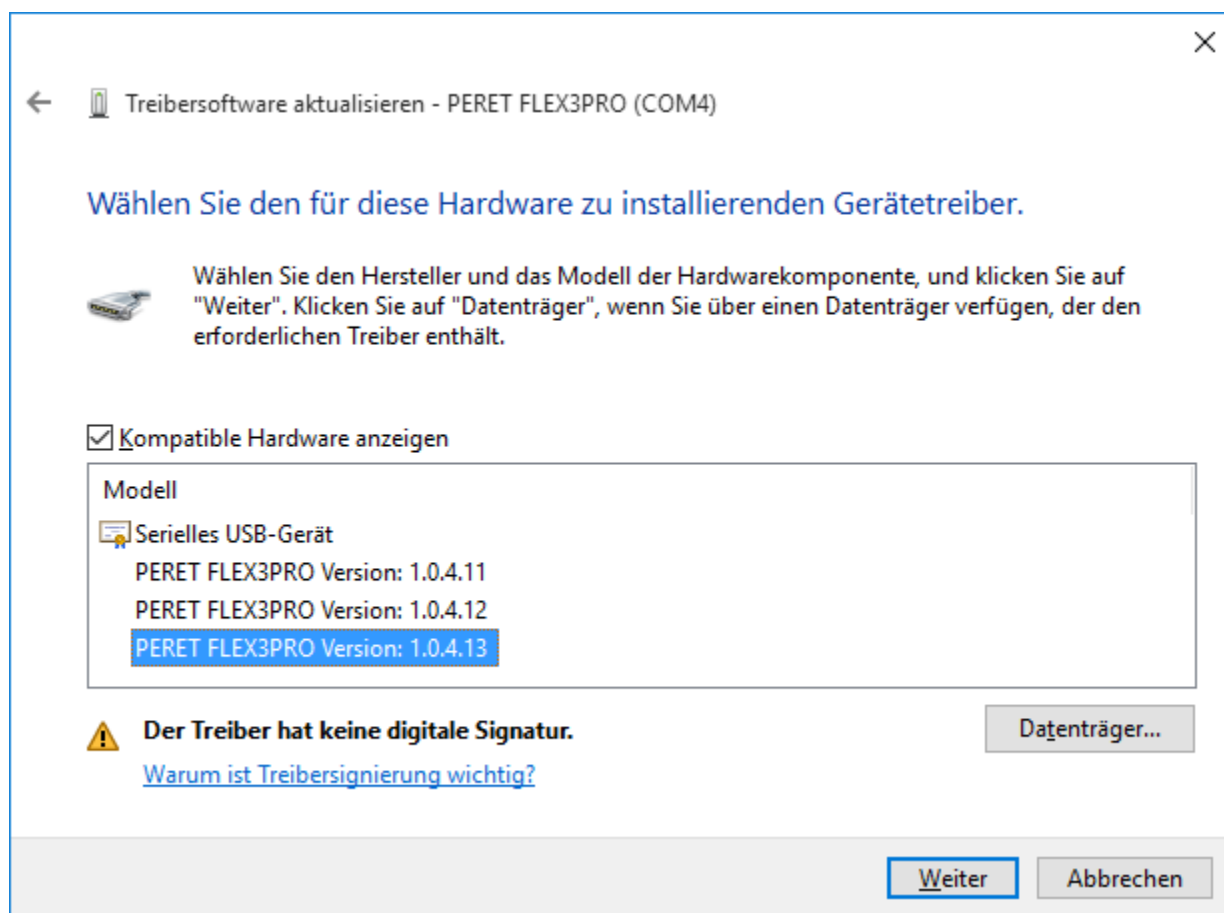 Treibersoftware aktualisieren - PERET FLEX3PRO (COM4)
Wählen Sie den für diese Hardware zu installierenden Gerätetreiber.
Wählen Sie den Hersteller und das Modell der Hardwarekomponente, und klicken Sie auf
"Weiter". Klicken Sie auf "Datenträger", wenn Sie über einen Datenträger verfügen, der den
erforderlichen Treiber enthält.
Kompatible Hardware anzeigen
Modell
Serielles USB-Gerät
PERET FLEX3PRO Version: 1.0.4.11
PERET FLEX3PRO Version: 1.0.4.12
PERET FLEX3PRO Version: 1.0.4.13
Der Treiber hat keine digitale Signatur.
Datenträger...
Warum ist Treibersignierung wichtig?
Weiter
Abbrechen